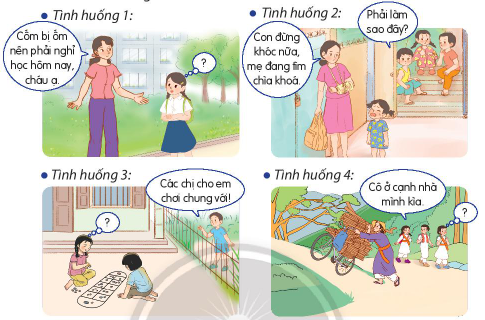 Tình huống 1:
Cốm bị ốm
nên phải nghỉ
học hôm nay,
cháu ạ.
?
Tình huống 2:
Con đừng
khóc nữa,
mẹ đang tìm
chìa khoá.
Phải làm
sao đây?
Tình huống 3:
?
Các chị cho em
chơi chung với!
Tình huống 4:
Cô ở cạnh nhà
mình kìa.
?